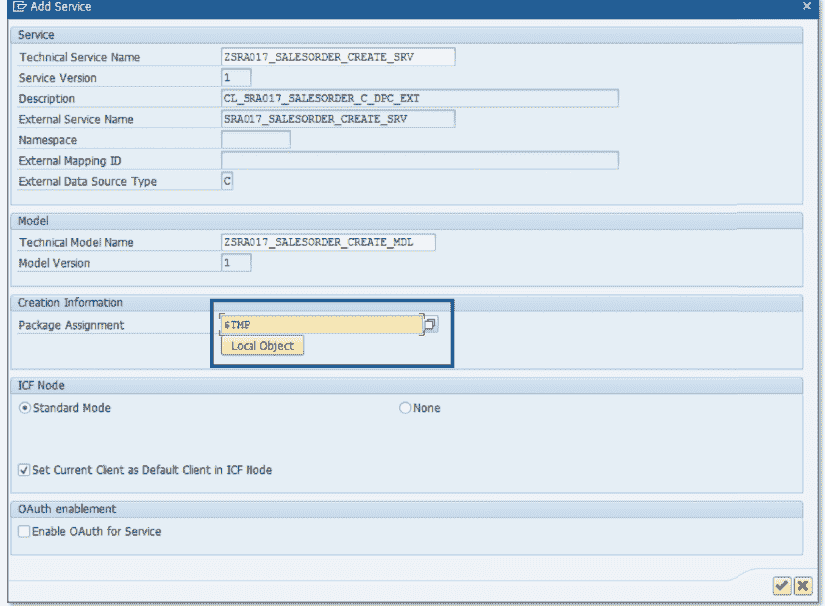 Add Service
Service
Technical Service Name ZSRA017_SALESORDER_CREATE_SRV
Service Version 1
Description CL_SRA017_SALESORDER_C_DPC_EXT
External Service Name SRA017_SALESORDER_CREATE_SRV
Namespace
External Mapping ID
External Data Source Type C
Model
Technical Model Name ZSRA017_SALESORDER_CREATE_MDL
Model Version 1
Creation Information
Package Assignment $TMP
Local Object
ICF Node
Standard Mode None
Set Current Client as Default Client in ICF Node
OAuth enablement
Enable OAuth for Service